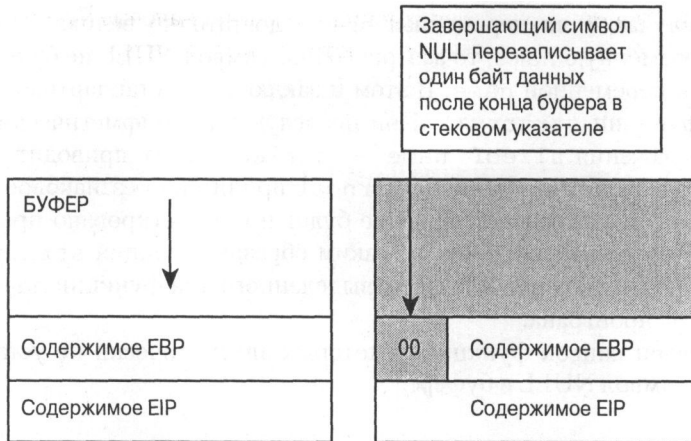 Завершающий символ
NULL перезаписывает
один байт данных
после конца буфера в
стековом указателе
БУФЕР
Содержимое EBP
Содержимое EIP
00
Содержимое EBP
Содержимое EIP